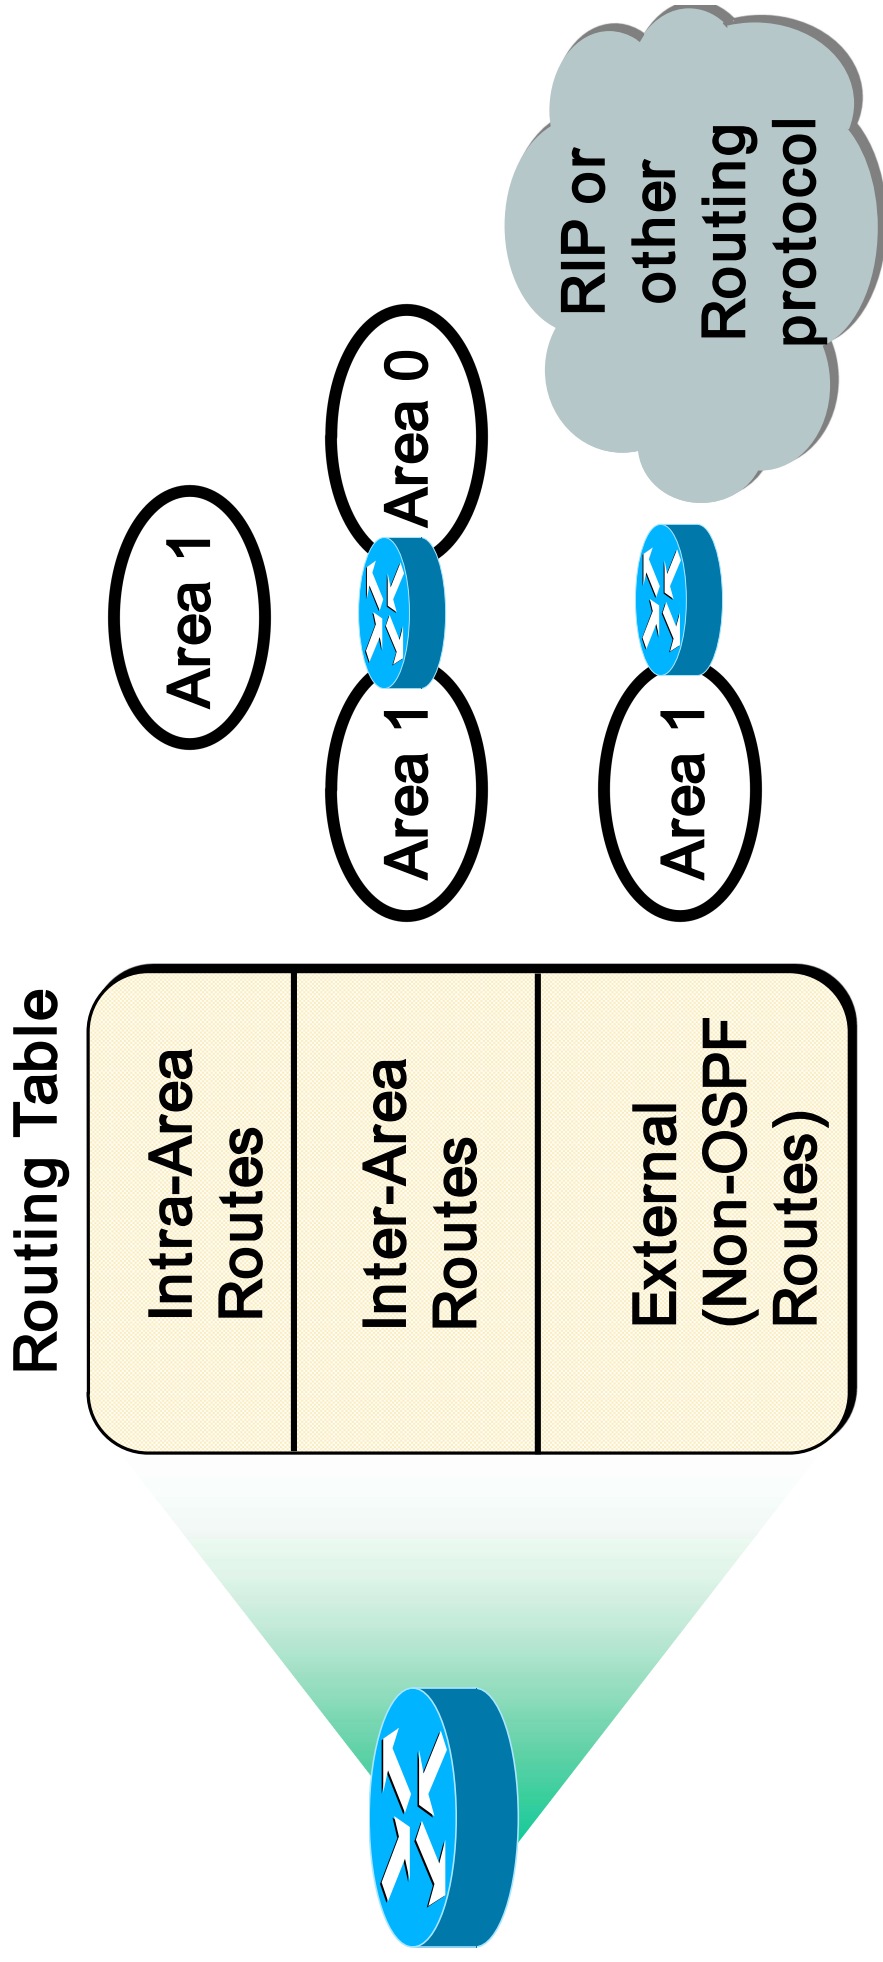 Routing Table
Intra-Area
Routes
Area 1
Inter-Area
Routes
Area 1
Area 0
External
(Non-OSPF
Routes)
Area 1
RIP or
other
Routing
protocol